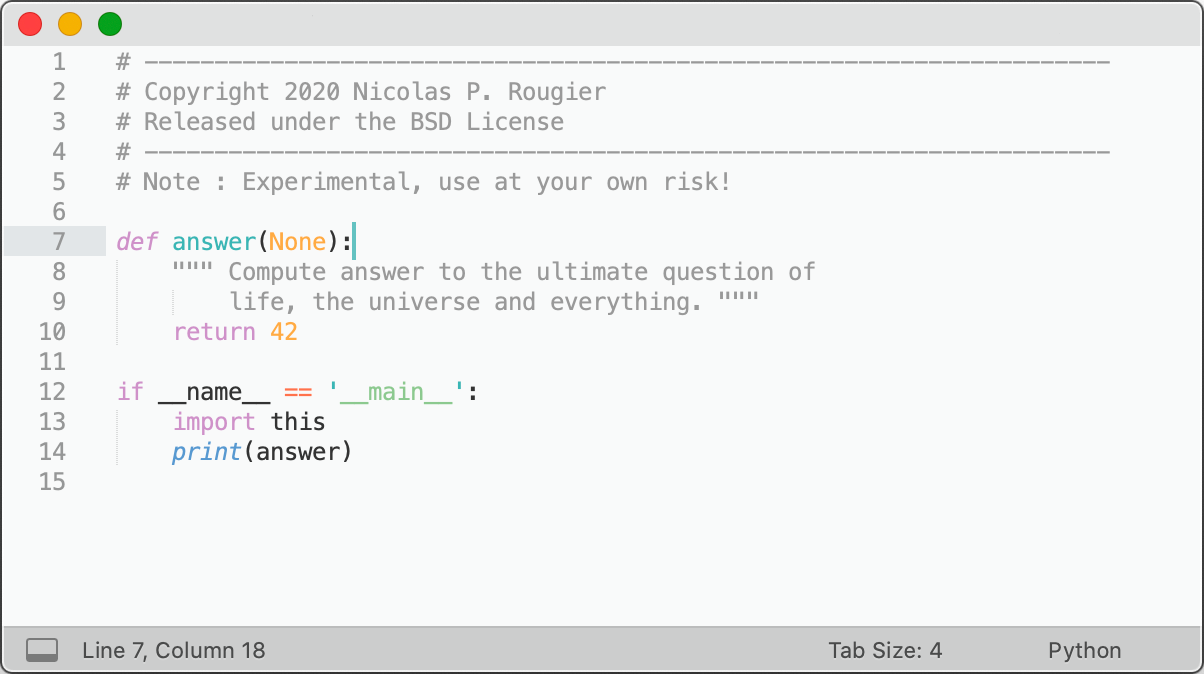 1 # ---------------------------------------------------------------------
2 # Copyright 2020 Nicolas P. Rougier
3 # Released under the BSD License
4 # ---------------------------------------------------------------------
5 # Note : Experimental, use at your own risk!
6
7 def answer(None):
8     """ Compute answer to the ultimate question of
9         life, the universe and everything. """
10     return 42
11
12 if __name__ == '__main__':
13     import this
14     print(answer)
15
Line 7, Column 18 Tab Size: 4 Python